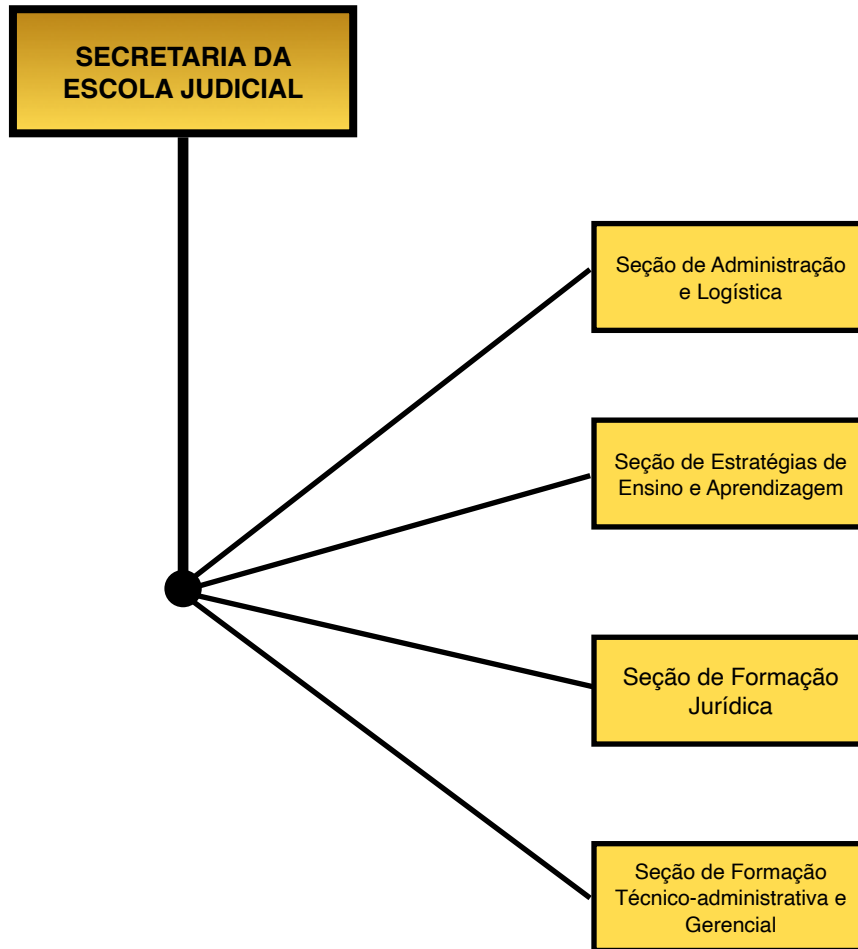 SECRETARIA DA
ESCOLA JUDICIAL
Seção de Administração
e Logística
Seção de Estratégias de
Ensino e Aprendizagem
Seção de Formação
Jurídica
Seção de Formação
Técnico-administrativa e
Gerencial